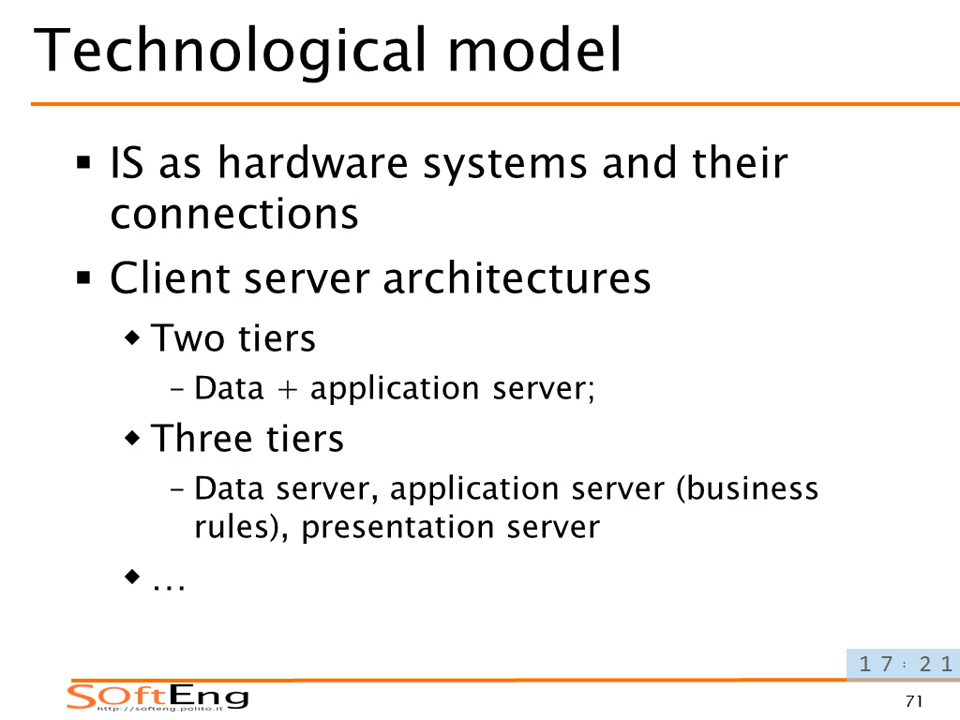 Technological model
▪ IS as hardware systems and their
connections
▪ Client server architectures
◆ Two tiers
– Data + application server;
◆ Three tiers
– Data server, application server (business
rules), presentation server
◆ …
17:21
SoftEng
http://softeng.polito.it
71